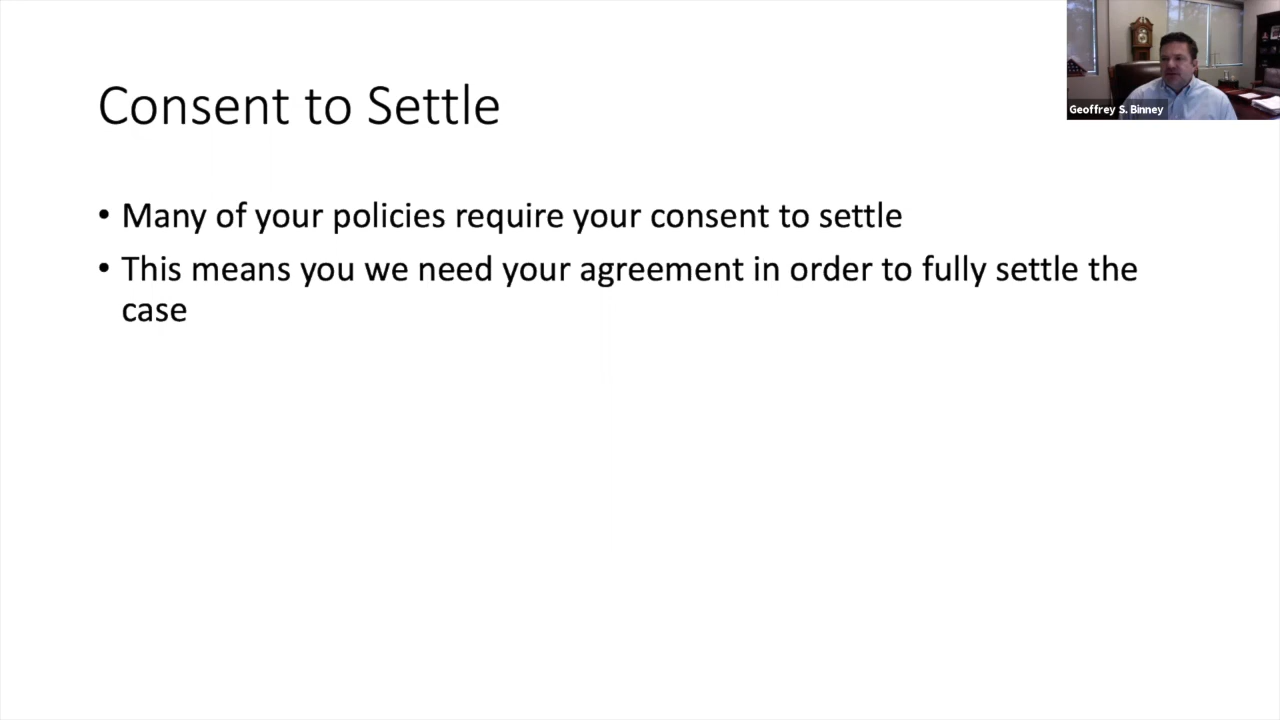 Consent to Settle
Geoffrey S. Binney
• Many of your policies require your consent to settle
• This means you we need your agreement in order to fully settle the
case